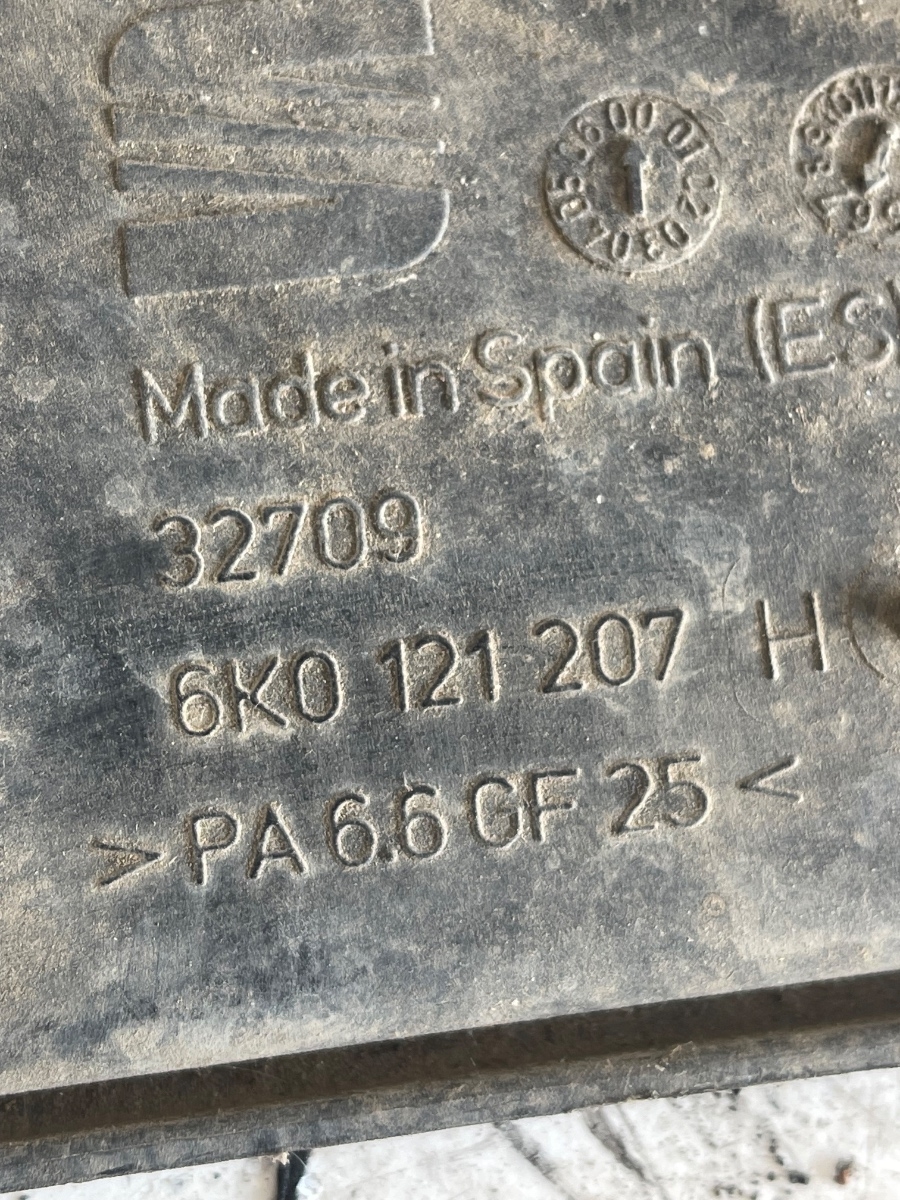 Made in Spain (ES)
32709
6K0 121 207 H
>PA 6.6 GF 25<